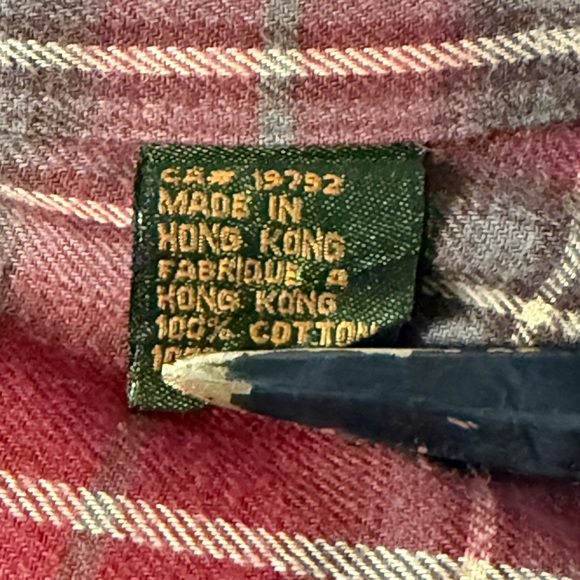 CA# 19792
MADE IN
HONG KONG
FABRIQUE A
HONG KONG
100% COTTON